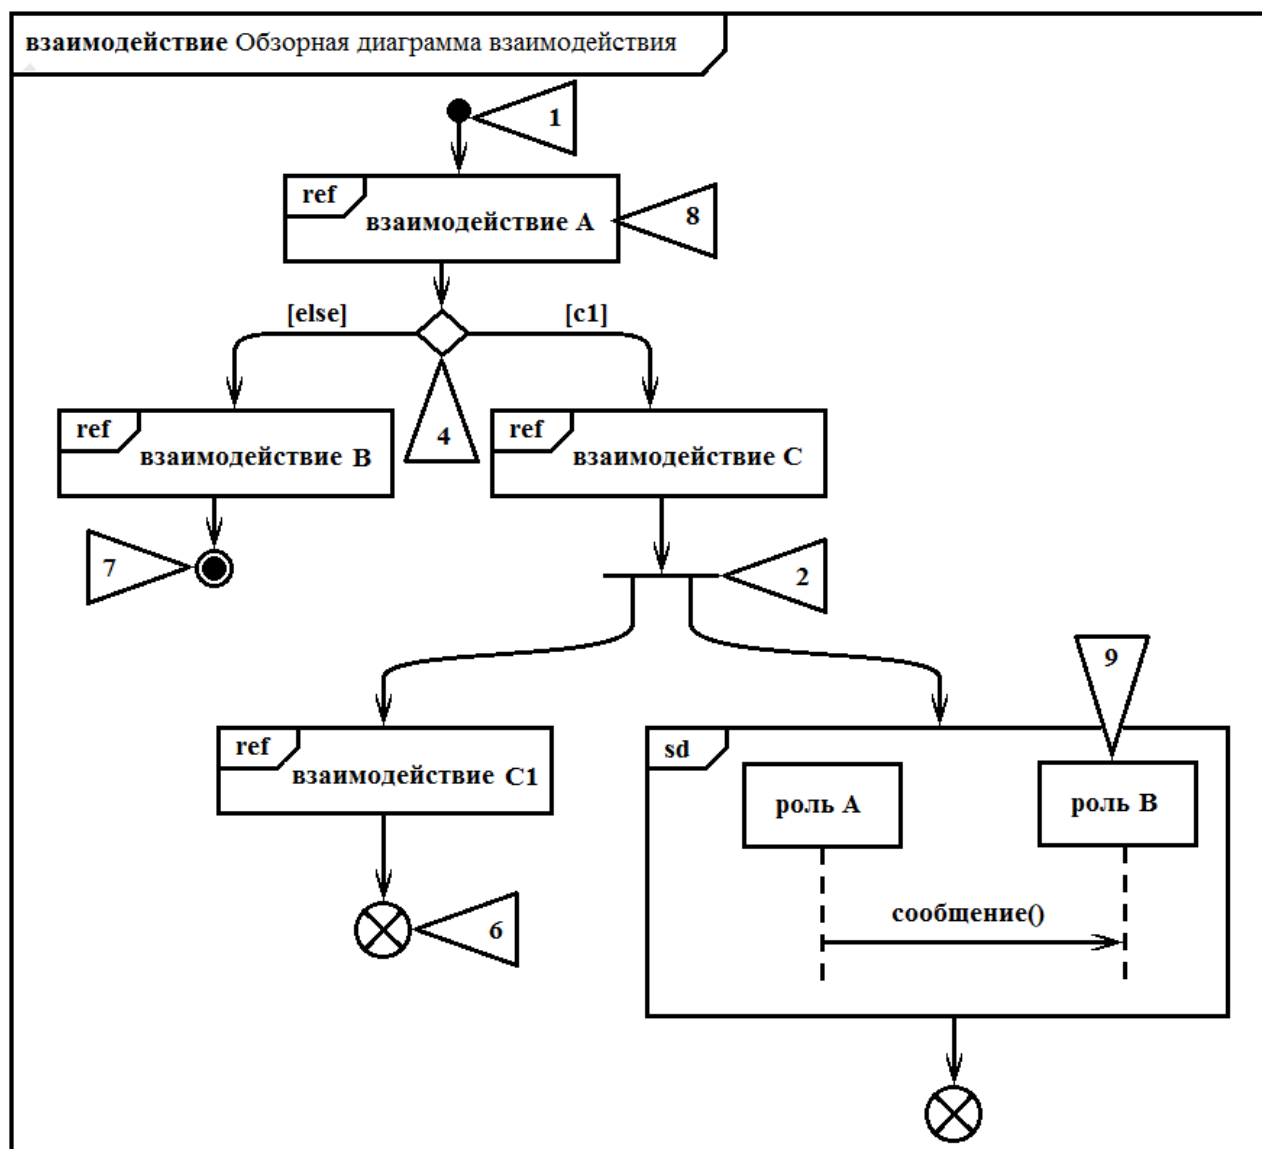 взаимодействие Обзорная диаграмма взаимодействия
1
ref
взаимодействие A
8
[else]
[c1]
ref
взаимодействие B
4
ref
взаимодействие C
7
2
9
ref
взаимодействие C1
sd
роль A
роль B
сообщение()
6